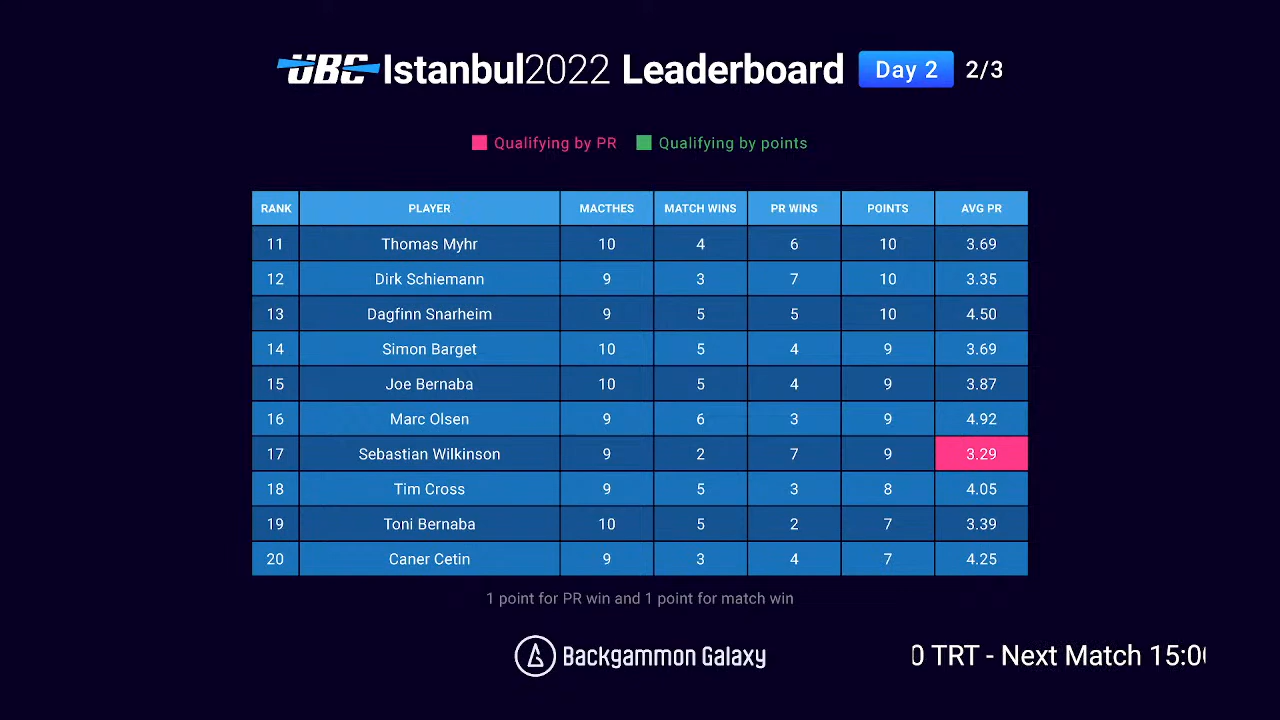 UBC Istanbul2022 Leaderboard Day 2 2/3
Qualifying by PR Qualifying by points
RANK PLAYER MACTHES MATCH WINS PR WINS POINTS AVG PR
11 Thomas Myhr 10 4 6 10 3.69
12 Dirk Schiemann 9 3 7 10 3.35
13 Dagfinn Snarheim 9 5 5 10 4.50
14 Simon Barget 10 5 4 9 3.69
15 Joe Bernaba 10 5 4 9 3.87
16 Marc Olsen 9 6 3 9 4.92
17 Sebastian Wilkinson 9 2 7 9 3.29
18 Tim Cross 9 5 3 8 4.05
19 Toni Bernaba 10 5 2 7 3.39
20 Caner Cetin 9 3 4 7 4.25
1 point for PR win and 1 point for match win
Backgammon Galaxy
0 TRT - Next Match 15:00